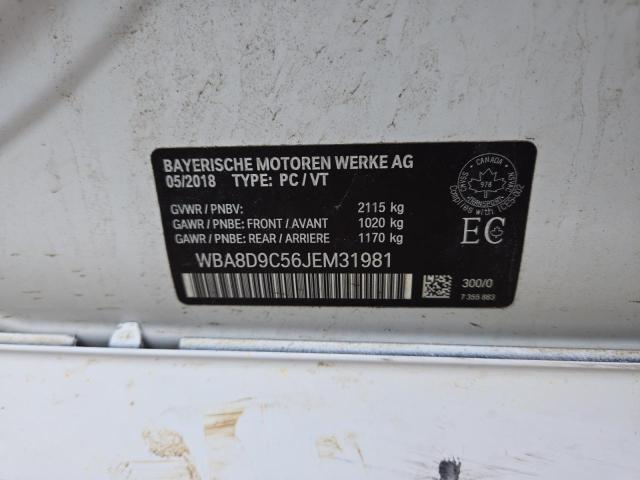 BAYERISCHE MOTOREN WERKE AG
05/2018 TYPE: PC / VT
GVWR / PNBV: 2115 kg
GAWR / PNBE: FRONT / AVANT 1020 kg
GAWR / PNBE: REAR / ARRIERE 1170 kg
WBA8D9C56JEM31981
CANADA
978
TRANSPORT
EC
300/0
7 355 883